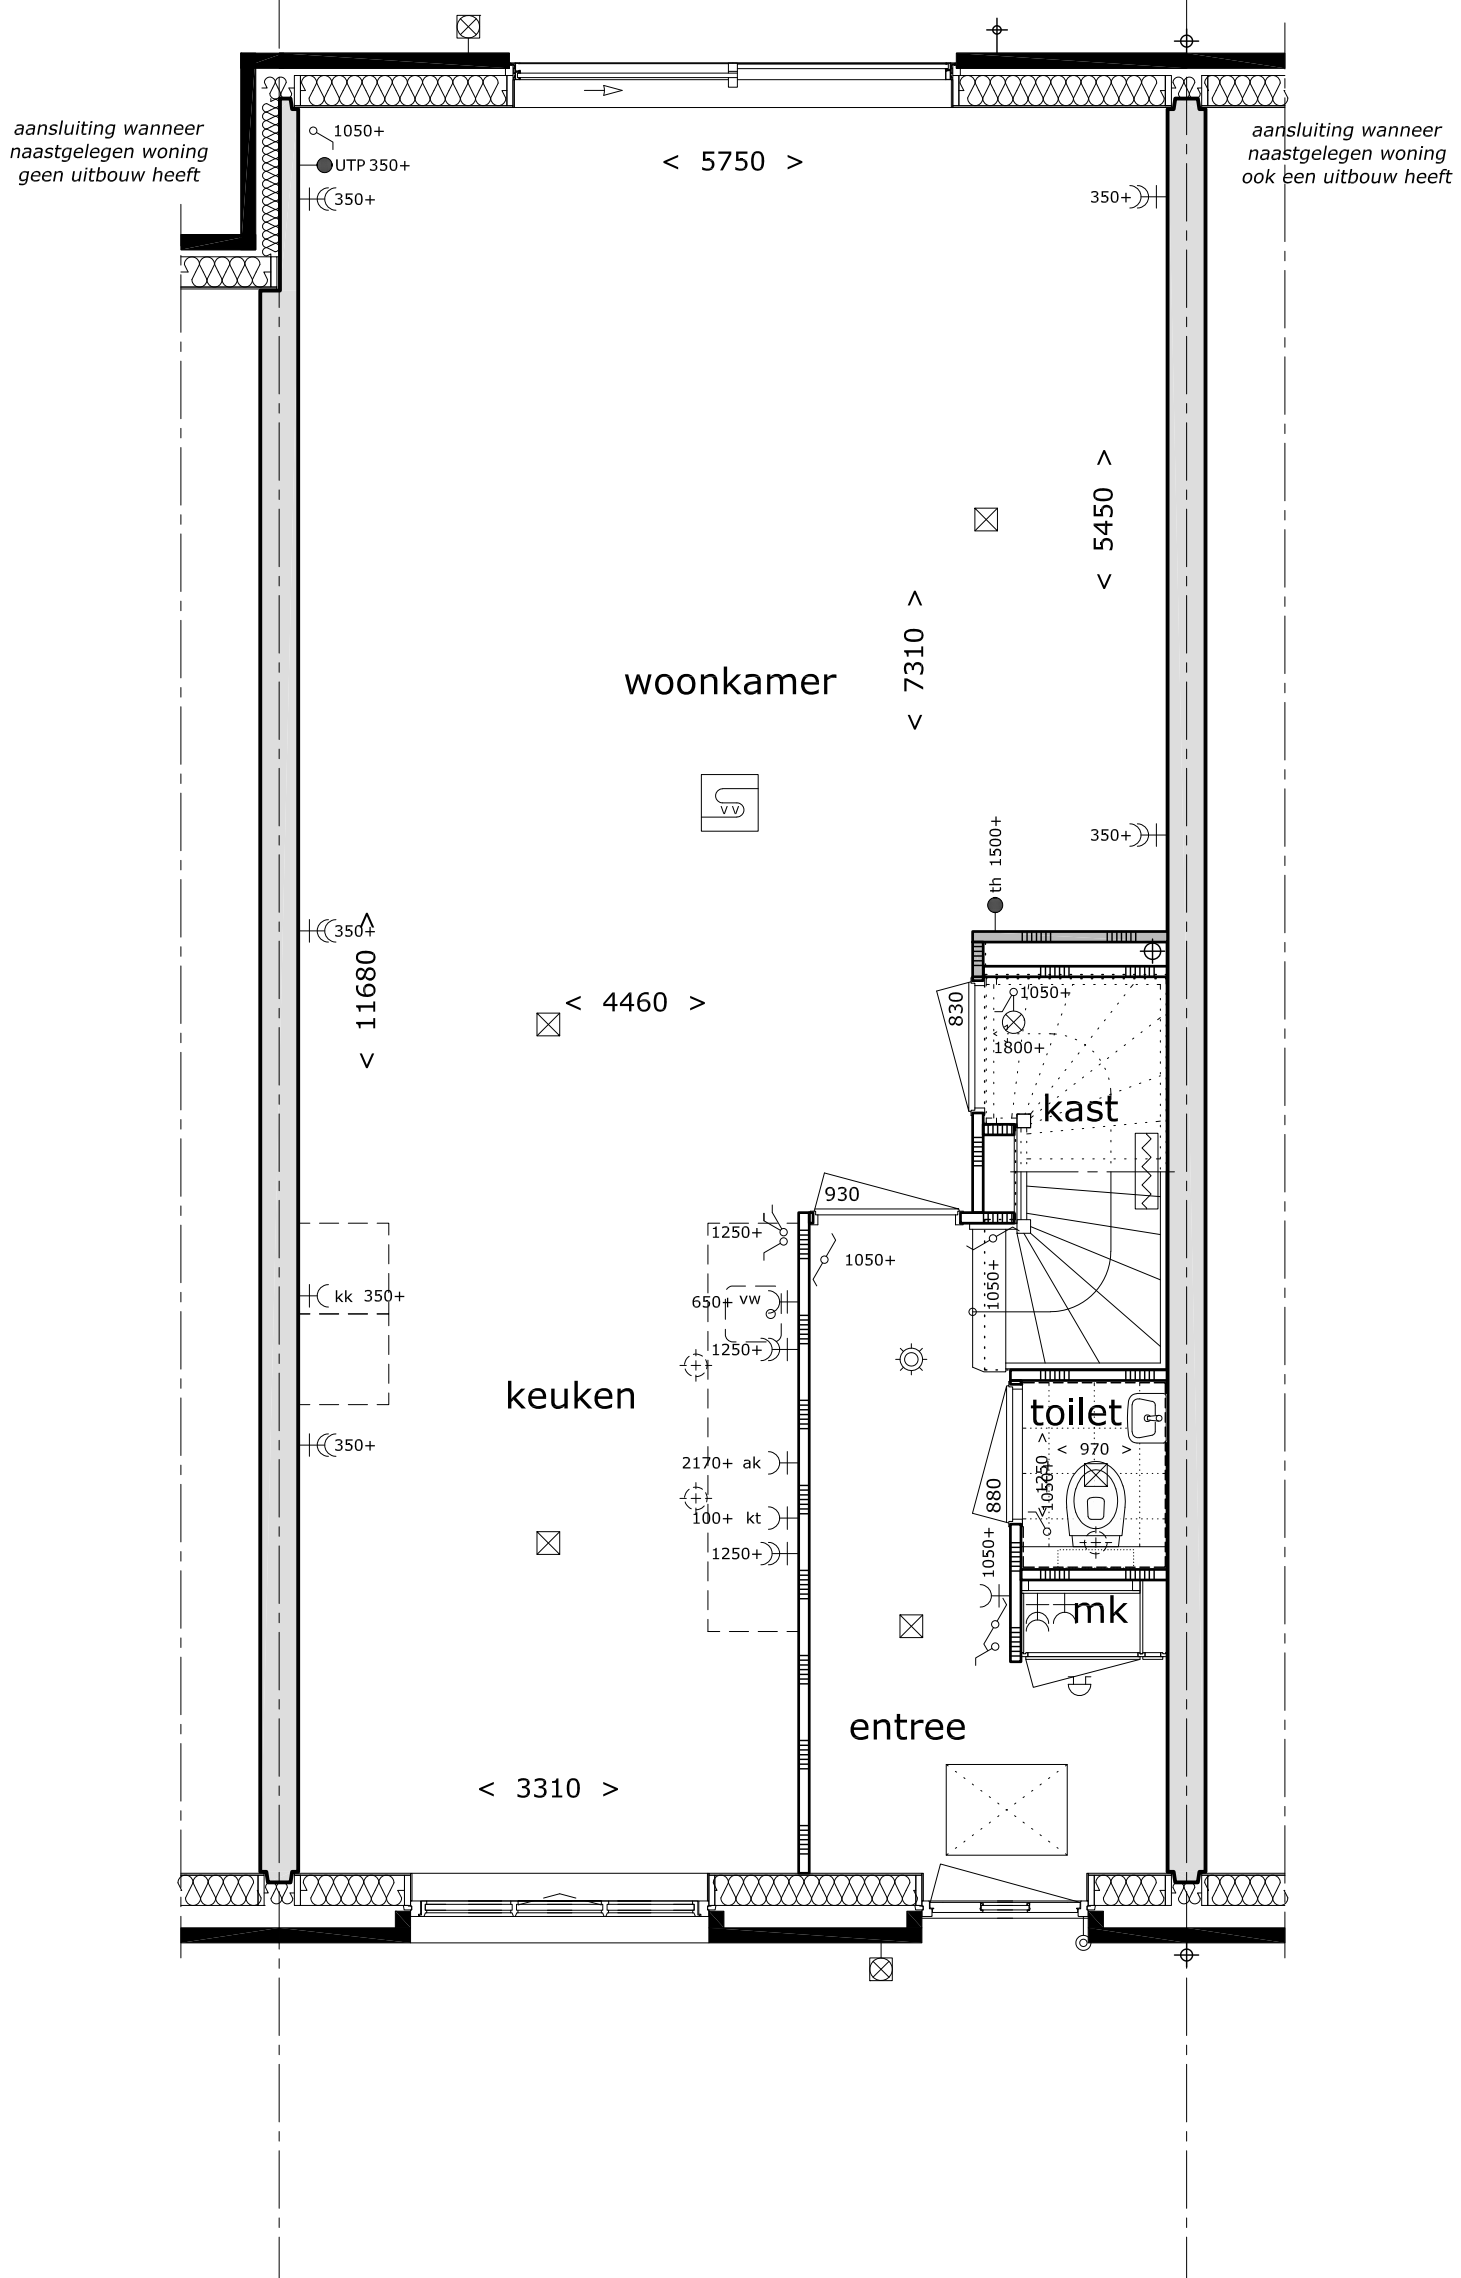 aansluiting wanneer
naastgelegen woning
geen uitbouw heeft
aansluiting wanneer
naastgelegen woning
ook een uitbouw heeft
1050+
UTP 350+
350+
< 5750 >
350+
< 5450 >
< 7310 >
woonkamer
VV
350+
th 1500+
350+
< 11680 >
< 4460 >
830
1050+
1800+
kast
930
1250+
1050+
1050+
kk 350+
650+ vw
1250+
keuken
toilet
350+
< 970 >
< 1250 >
1050+
2170+ ak
880
100+ kt
1250+
1050+
mk
entree
< 3310 >